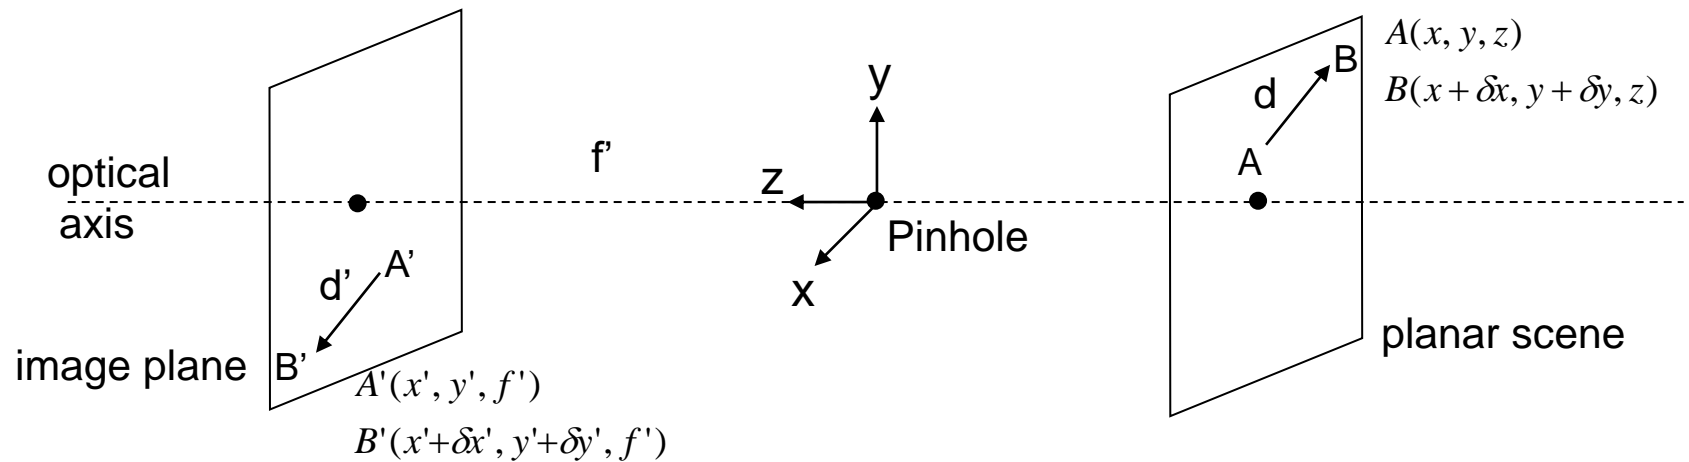 A(x, y, z)
B(x + δx, y + δy, z)
y
B
d
f’
A
optical
axis
z
Pinhole
x
A’
d’
planar scene
image plane
B’
A'(x', y', f')
B'(x'+δx', y'+δy', f')